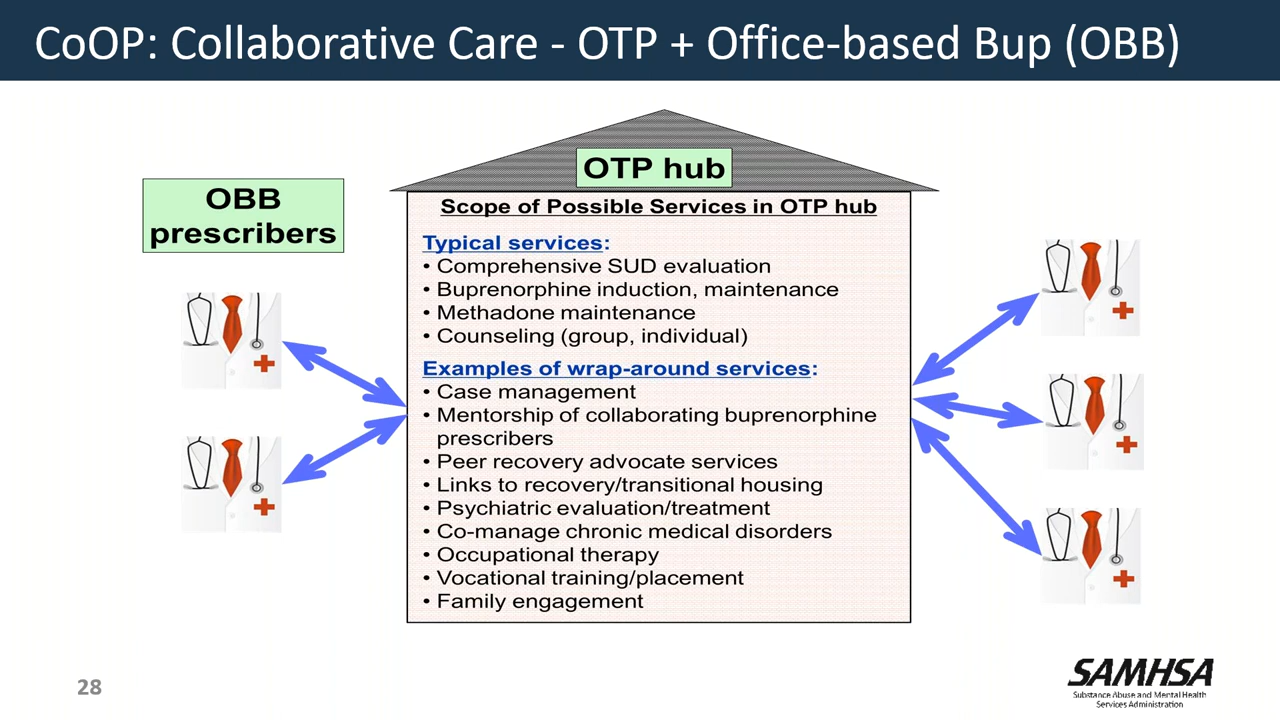 CoOP: Collaborative Care - OTP + Office-based Bup (OBB)
OBB
prescribers
OTP hub
Scope of Possible Services in OTP hub
Typical services:
• Comprehensive SUD evaluation
• Buprenorphine induction, maintenance
• Methadone maintenance
• Counseling (group, individual)
Examples of wrap-around services:
• Case management
• Mentorship of collaborating buprenorphine
prescribers
• Peer recovery advocate services
• Links to recovery/transitional housing
• Psychiatric evaluation/treatment
• Co-manage chronic medical disorders
• Occupational therapy
• Vocational training/placement
• Family engagement
28
SAMHSA
Substance Abuse and Mental Health
Services Administration